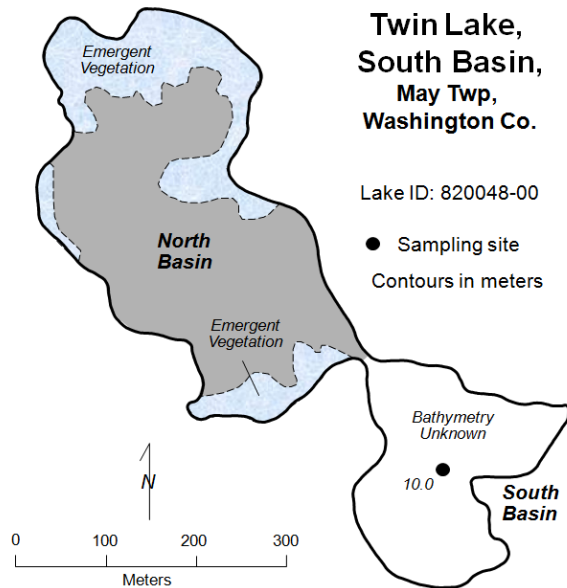 Twin Lake,
South Basin,
May Twp,
Washington Co.
Lake ID: 820048-00
Sampling site
Contours in meters
Emergent
Vegetation
North
Basin
Emergent
Vegetation
Bathymetry
Unknown
10.0
South
Basin
N
0 100 200 300
Meters